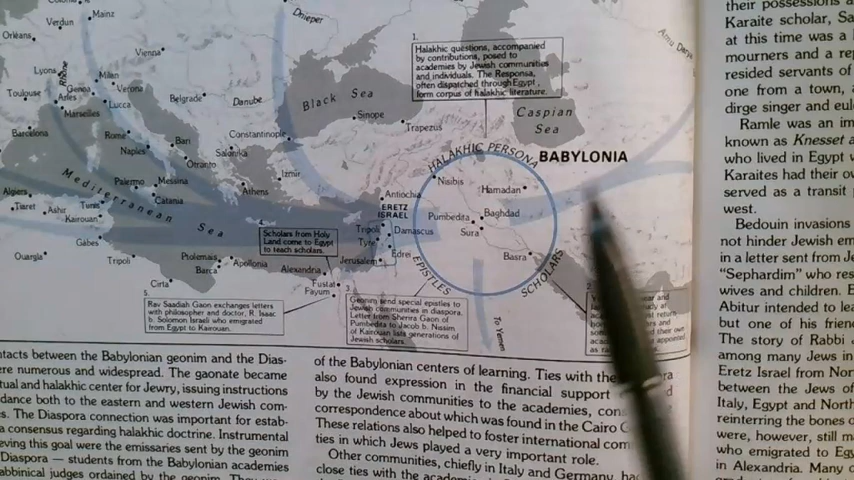 Mainz
Verdun
Orléans
Vienna
Lyons
Rhône
Milan
Genoa
Verona
Toulouse
Arles
Lucca
Marseilles
Belgrade
Danube
Dnieper
Black Sea
Sinope
Trapezus
Caspian
Sea
Amu Darya
Barcelona
Rome
Bari
Naples
Otranto
Constantinople
Salonika
Izmir
Athens
Palermo
Messina
Catania
Mediterranean Sea
Algiers
Tiaret
Ashir
Tunis
Kairouan
Gábes
Ouargla
Tripoli
Cirta
Ptolemais
Barca
Apollonia
Alexandria
Fustat
Fayum
Antiochia
ERETZ
ISRAEL
Tripoli
Tyre
Damascus
Edrei
Jerusalem
HALAKHIC PERSON
BABYLONIA
Nisibis
Hamadan
Pumbedita
Baghdad
Sura
Basra
EPISTLES
SCHOLARS
To Yemen
1.
Halakhic questions, accompanied
by contributions, posed to
academies by Jewish communities
and individuals. The Responsa,
often dispatched through Egypt,
form corpus of halakhic literature.
4.
Scholars from Holy
Land come to Egypt
to teach scholars.
5.
Rav Saadiah Gaon exchanges letters
with philosopher and doctor, R. Isaac
b. Solomon Israeli who emigrated
from Egypt to Kairouan.
Geonim send special epistles to
Jewish communities in diaspora.
Letter from Sherira Gaon of
Pumbedita to Jacob b. Nissim
of Kairouan lists generations of
Jewish scholars.
ntacts between the Babylonian geonim and the Dias-
ere numerous and widespread. The gaonate became
tual and halakhic center for Jewry, issuing instructions
dance both to the eastern and western Jewish com-
s. The Diaspora connection was important for estab-
a consensus regarding halakhic doctrine. Instrumental
eving this goal were the emissaries sent by the geonim
Diaspora — students from the Babylonian academies
abbinical judges ordained by the geonim.
of the Babylonian centers of learning. Ties with the
also found expression in the financial support
by the Jewish communities to the academies,
correspondence about which was found in the Cairo
These relations also helped to foster international
ties in which Jews played a very important role.
Other communities, chiefly in Italy and Germany,
close ties with the
their possessions
Karaite scholar, Sa
at this time was a
mourners and a rep
resided servants of
one from a town,
dirge singer and eul
Ramle was an im
known as Knesset
who lived in Egypt
Karaites had their ow
served as a transit
west.
Bedouin invasions
not hinder Jewish em
in a letter sent from Je
"Sephardim" who res
wives and children. E
Abitur intended to lea
but one of his friend
The story of Rabbi
among many Jews in
Eretz Israel from Nor
between the Jews of
Italy, Egypt and North
reinterring the bones
were, however, still m
who emigrated to Eg
in Alexandria. Many